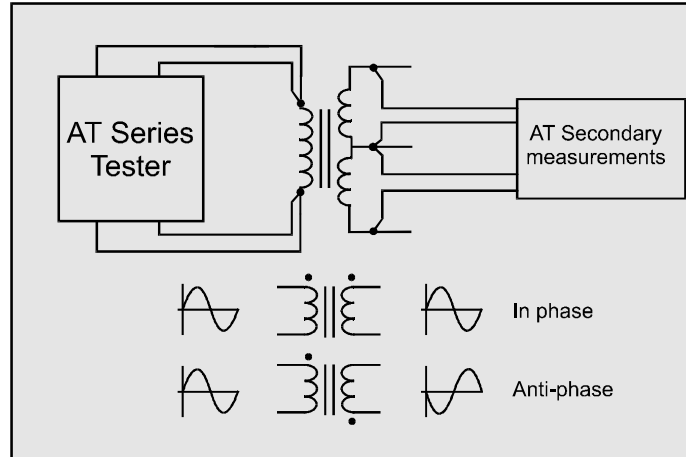 AT Series
Tester
AT Secondary
measurements
In phase
Anti-phase